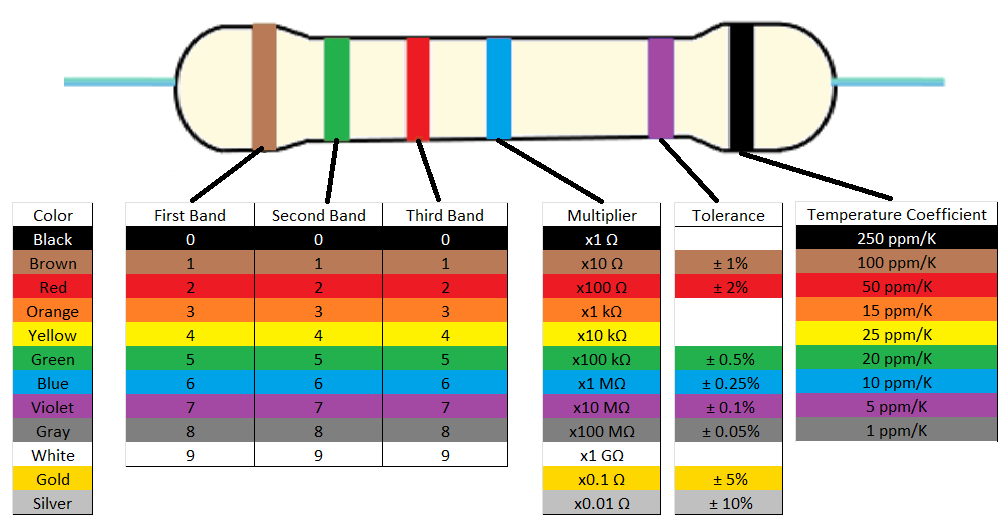 Color First Band Second Band Third Band Multiplier Tolerance Temperature Coefficient
Black 0 0 0 x1 Ω 250 ppm/K
Brown 1 1 1 x10 Ω ± 1% 100 ppm/K
Red 2 2 2 x100 Ω ± 2% 50 ppm/K
Orange 3 3 3 x1 kΩ 15 ppm/K
Yellow 4 4 4 x10 kΩ 25 ppm/K
Green 5 5 5 x100 kΩ ± 0.5% 20 ppm/K
Blue 6 6 6 x1 MΩ ± 0.25% 10 ppm/K
Violet 7 7 7 x10 MΩ ± 0.1% 5 ppm/K
Gray 8 8 8 x100 MΩ ± 0.05% 1 ppm/K
White 9 9 9 x1 GΩ
Gold x0.1 Ω ± 5%
Silver x0.01 Ω ± 10%